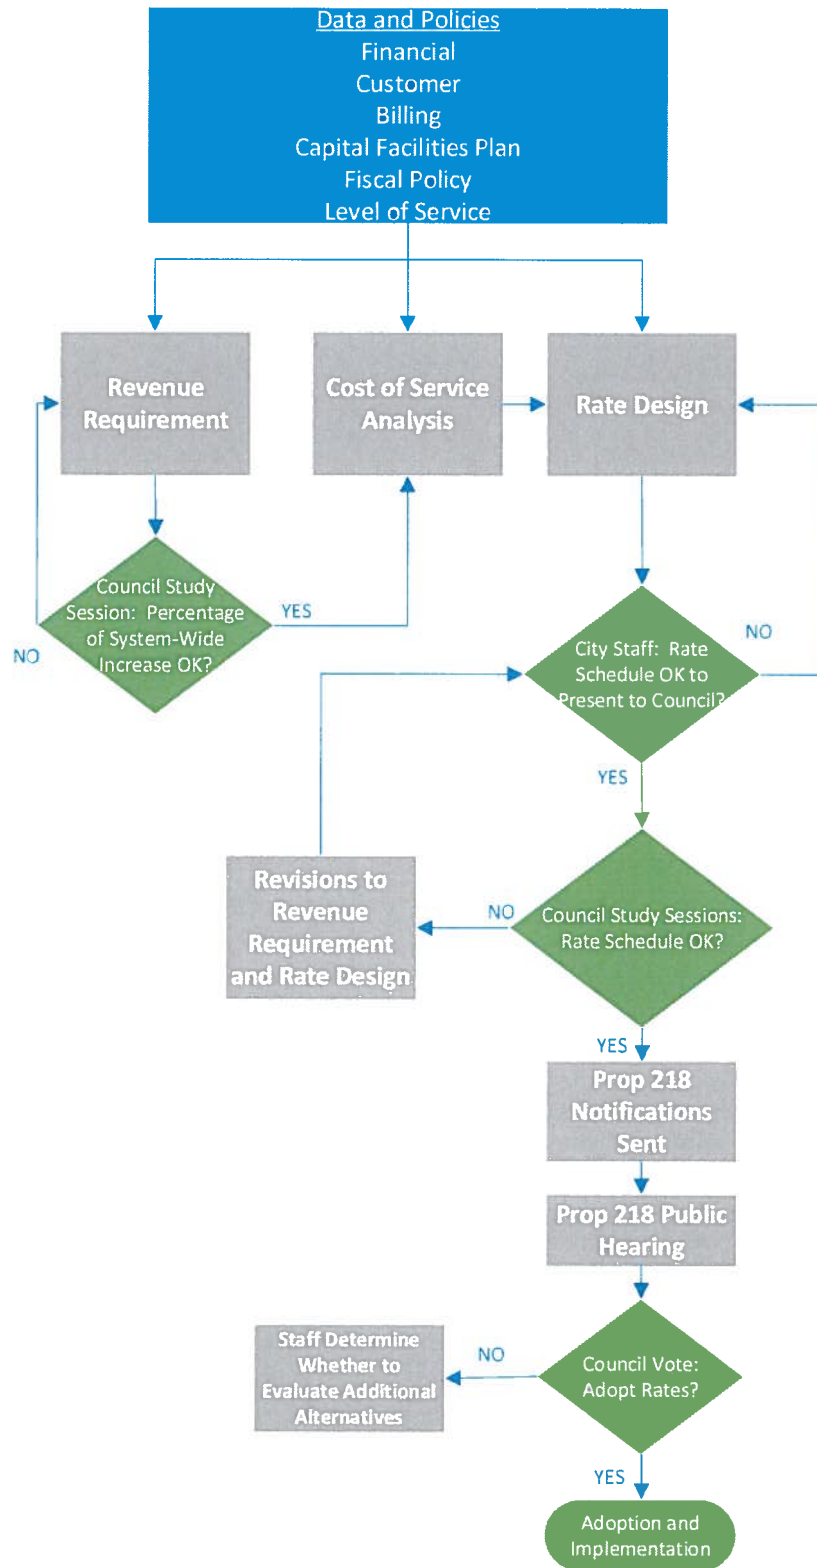 Data and Policies
Financial
Customer
Billing
Capital Facilities Plan
Fiscal Policy
Level of Service
Revenue
Requirement
Cost of Service
Analysis
Rate Design
Council Study
Session: Percentage
of System-Wide
Increase OK?
YES
NO
City Staff: Rate
Schedule OK to
Present to Council?
NO
YES
Revisions to
Revenue
Requirement
and Rate Design
NO
Council Study Sessions:
Rate Schedule OK?
YES
Prop 218
Notifications
Sent
Prop 218 Public
Hearing
Staff Determine
Whether to
Evaluate Additional
Alternatives
NO
Council Vote:
Adopt Rates?
YES
Adoption and
Implementation